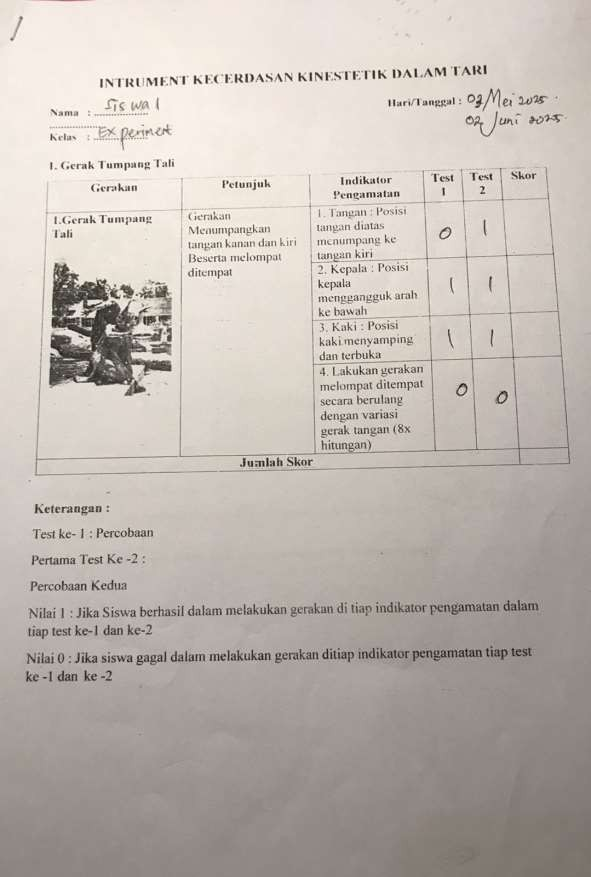 INTRUMENT KECERDASAN KINESTETIK DALAM TARI
Nama : Siswa 1
Hari/Tanggal : 02 Mei 2025
02 Juni 2025
Kelas : Experiment
1. Gerak Tumpang Tali
Gerakan
Petunjuk
Indikator Pengamatan
Test 1
Test 2
Skor
1.Gerak Tumpang
Tali
Gerakan
Menumpangkan
tangan kanan dan kiri
Beserta melompat
ditempat
1. Tangan : Posisi
tangan diatas
menumpang ke
tangan kiri
0 1
2. Kepala : Posisi
kepala
menggangguk arah
ke bawah
1 1
3. Kaki : Posisi
kaki menyamping
dan terbuka
1 1
4. Lakukan gerakan
melompat ditempat
secara berulang
dengan variasi
gerak tangan (8x
hitungan)
0 0
Jumlah Skor
Keterangan :
Test ke- 1 : Percobaan
Pertama Test Ke -2 :
Percobaan Kedua
Nilai 1 : Jika Siswa berhasil dalam melakukan gerakan di tiap indikator pengamatan dalam
tiap test ke-1 dan ke-2
Nilai 0 : Jika siswa gagal dalam melakukan gerakan ditiap indikator pengamatan tiap test
ke -1 dan ke -2